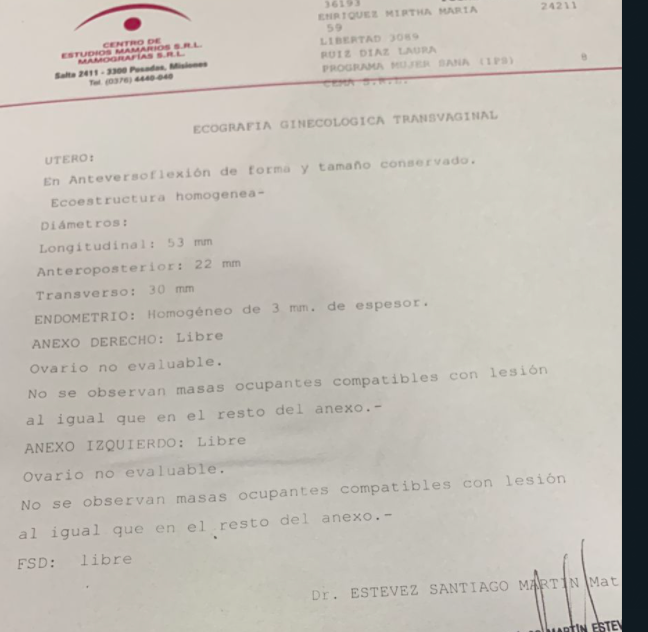 CENTRO DE
ESTUDIOS MAMARIOS S.R.L.
MAMOGRAFÍAS S.R.L.
Salta 2411 - 3300 Posadas, Misiones
Tel. (0376) 4440-040
36193
ENRIQUEZ MIRTHA MARIA 24211
59
LIBERTAD 3089
RUIZ DIAZ LAURA
PROGRAMA MUJER SANA (IPS) 8
CEMA S.R.L.
ECOGRAFIA GINECOLOGICA TRANSVAGINAL
UTERO:
En Anteversoflexión de forma y tamaño conservado.
Ecoestructura homogenea-
Diámetros:
Longitudinal: 53 mm
Anteroposterior: 22 mm
Transverso: 30 mm
ENDOMETRIO: Homogéneo de 3 mm. de espesor.
ANEXO DERECHO: Libre
Ovario no evaluable.
No se observan masas ocupantes compatibles con lesión
al igual que en el resto del anexo.-
ANEXO IZQUIERDO: Libre
Ovario no evaluable.
No se observan masas ocupantes compatibles con lesión
al igual que en el resto del anexo.-
FSD: libre
Dr. ESTEVEZ SANTIAGO MARTIN Mat
MARTÍN ESTEV